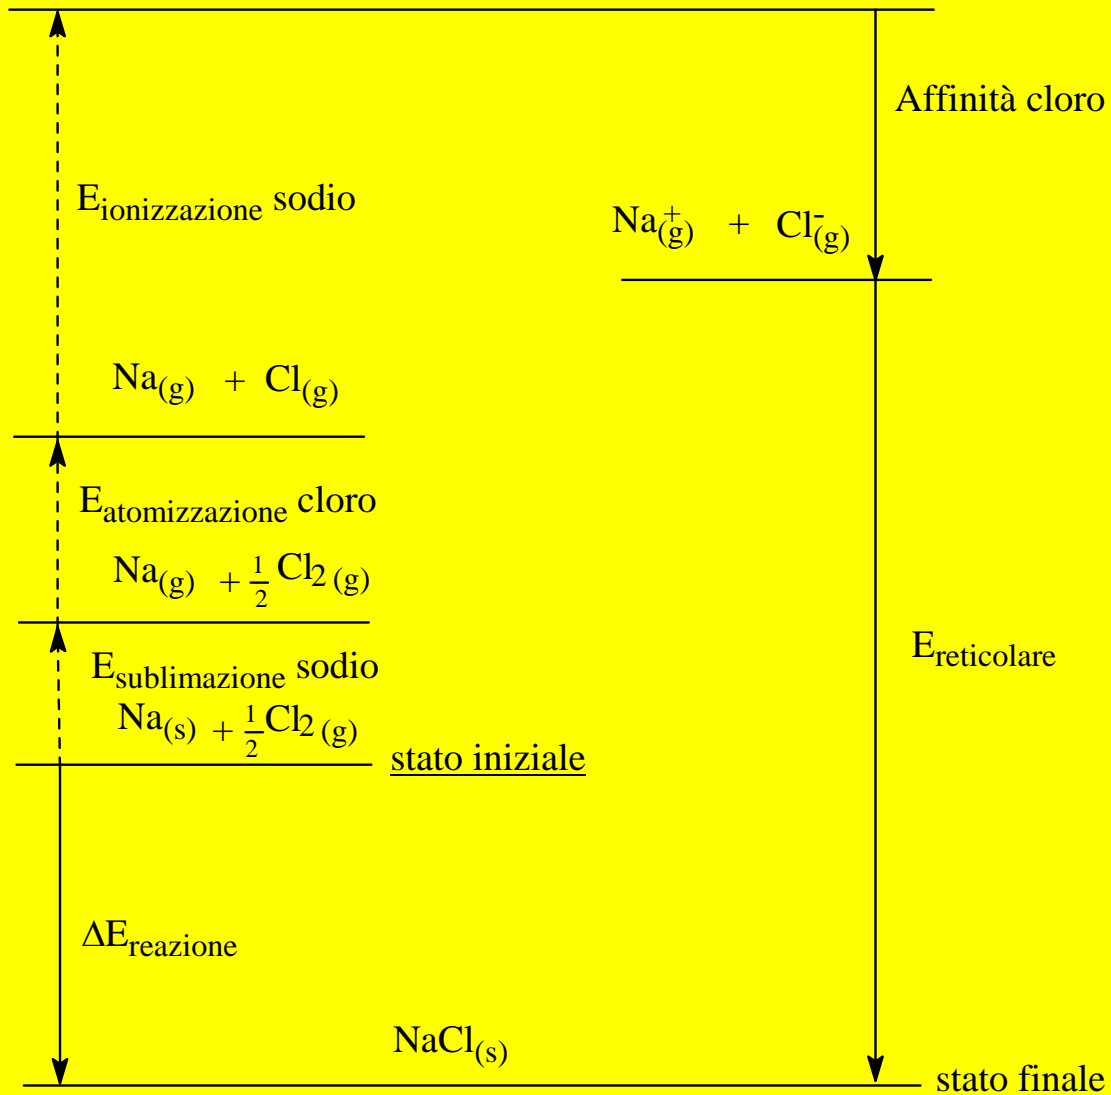 Affinità cloro
E_ionizzazione sodio
Na⁺(g) + Cl⁻(g)
Na(g) + Cl(g)
E_atomizzazione cloro
Na(g) + 1/2 Cl2 (g)
E_sublimazione sodio
E_reticolare
Na(s) + 1/2 Cl2 (g)
stato iniziale
ΔE_reazione
NaCl(s)
stato finale